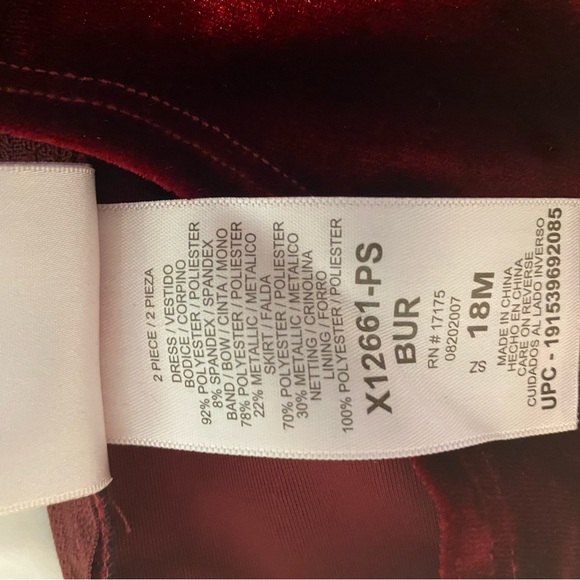 2 PIECE / 2 PIEZA
DRESS / VESTIDO
BODICE / CORPINO
92% POLYESTER / POLIESTER
8% SPANDEX / SPANDEX
BAND / BOW / CINTA / MONO
78% POLYESTER / POLIESTER
22% METALLIC / METALICO
SKIRT / FALDA
70% POLYESTER / POLIESTER
30% METALLIC / METALICO
NETTING / CRINOLINA
LINING / FORRO
100% POLYESTER / POLIESTER
X12661-PS
BUR
RN # 17175
08202007
ZS
18M
MADE IN CHINA
HECHO EN CHINA
CARE ON REVERSE
CUIDADOS AL LADO INVERSO
UPC - 191539692085